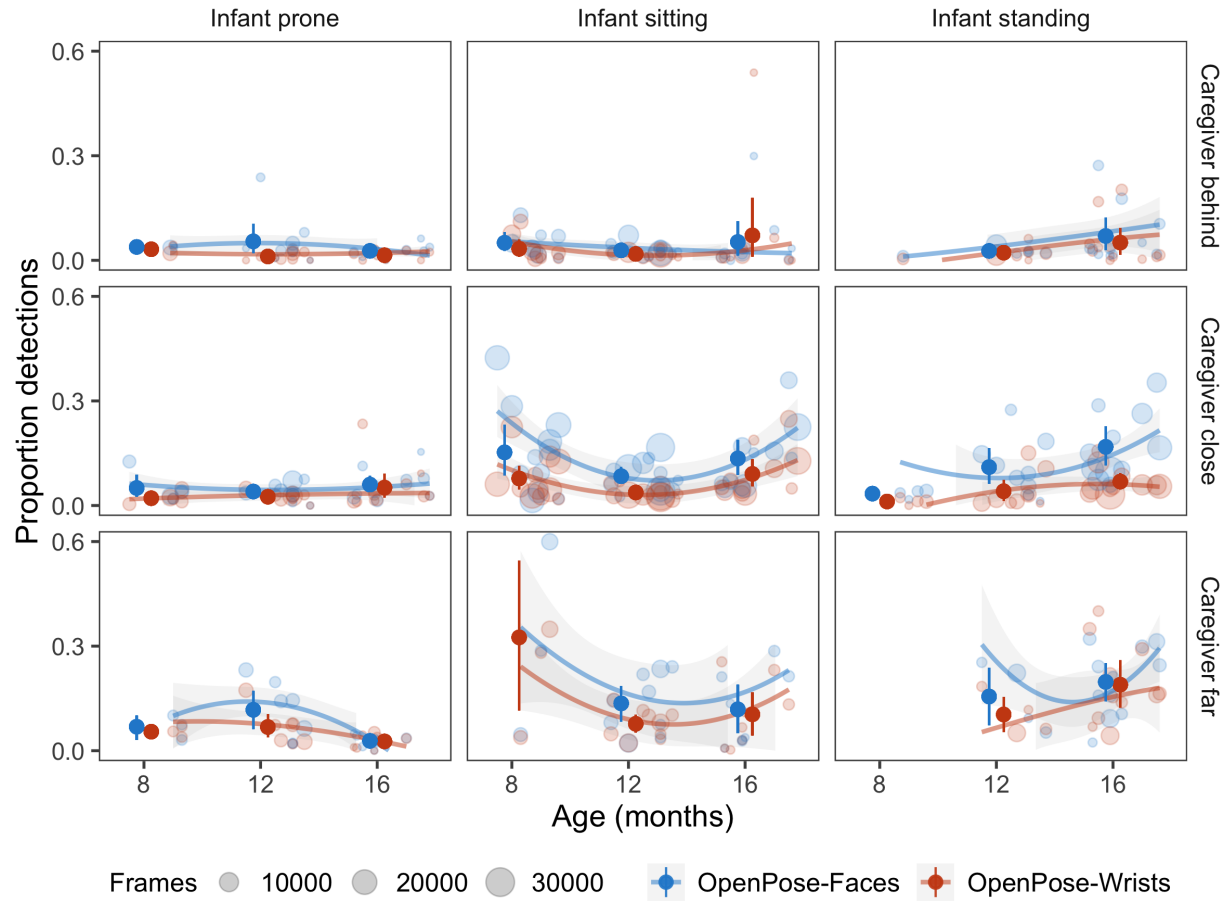 Infant prone Infant sitting Infant standing
0.6
0.3
0.0
Caregiver behind
0.6
0.3
0.0
Caregiver close
0.6
0.3
0.0
Caregiver far
Proportion detections
8 12 16 8 12 16 8 12 16
Age (months)
Frames 10000 20000 30000 OpenPose-Faces OpenPose-Wrists